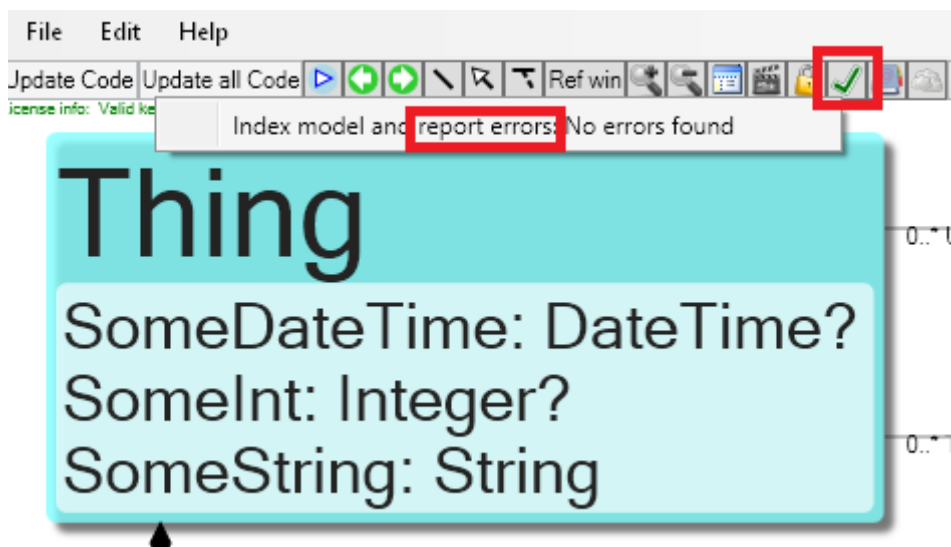 File Edit Help
Update Code Update all Code Ref win
icense info: Valid ke
Index model and report errors: No errors found
Thing
0..*
SomeDateTime: DateTime?
SomeInt: Integer?
0..*
SomeString: String